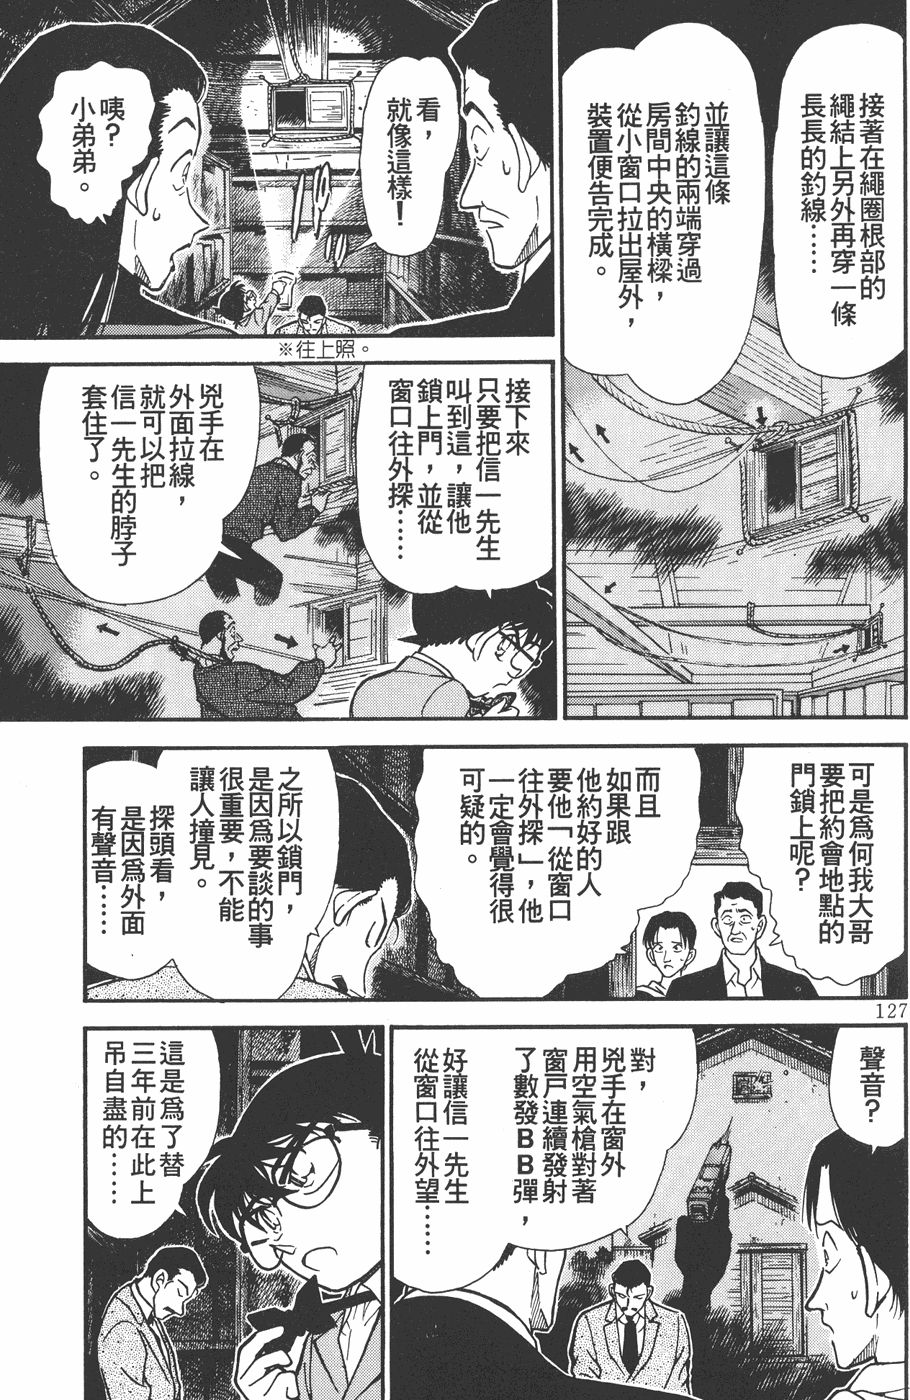 接著在繩圈根部的
繩結上另外再穿一條
長長的釣線……
並讓這條
釣線的兩端穿過
房間中央的橫樑，
從小窗口拉出屋外，
裝置便告完成。
看，
就像這樣！
咦？
小弟弟。
※往上照。
接下來
只要把信一先生
叫到這，讓他
鎖上門，並從
窗口往外探……
兇手在
外面拉線，
就可以把
信一先生的脖子
套住了。
可是為何我大哥
要把約會地點的
門鎖上呢？
而且
如果跟
他約好的人
要他「從窗口
往外探」，他
一定會覺得很
可疑的。
之所以鎖門，
是因為要談的事
很重要，不能
讓人撞見。
探頭看，
是因為外面
有聲音……
127
聲音？
對，
兇手在窗外
用空氣槍對著
窗戶連續發射
了數發BB彈，
好讓信一先生
從窗口往外望……
這是為了替
三年前在此上
吊自盡的……